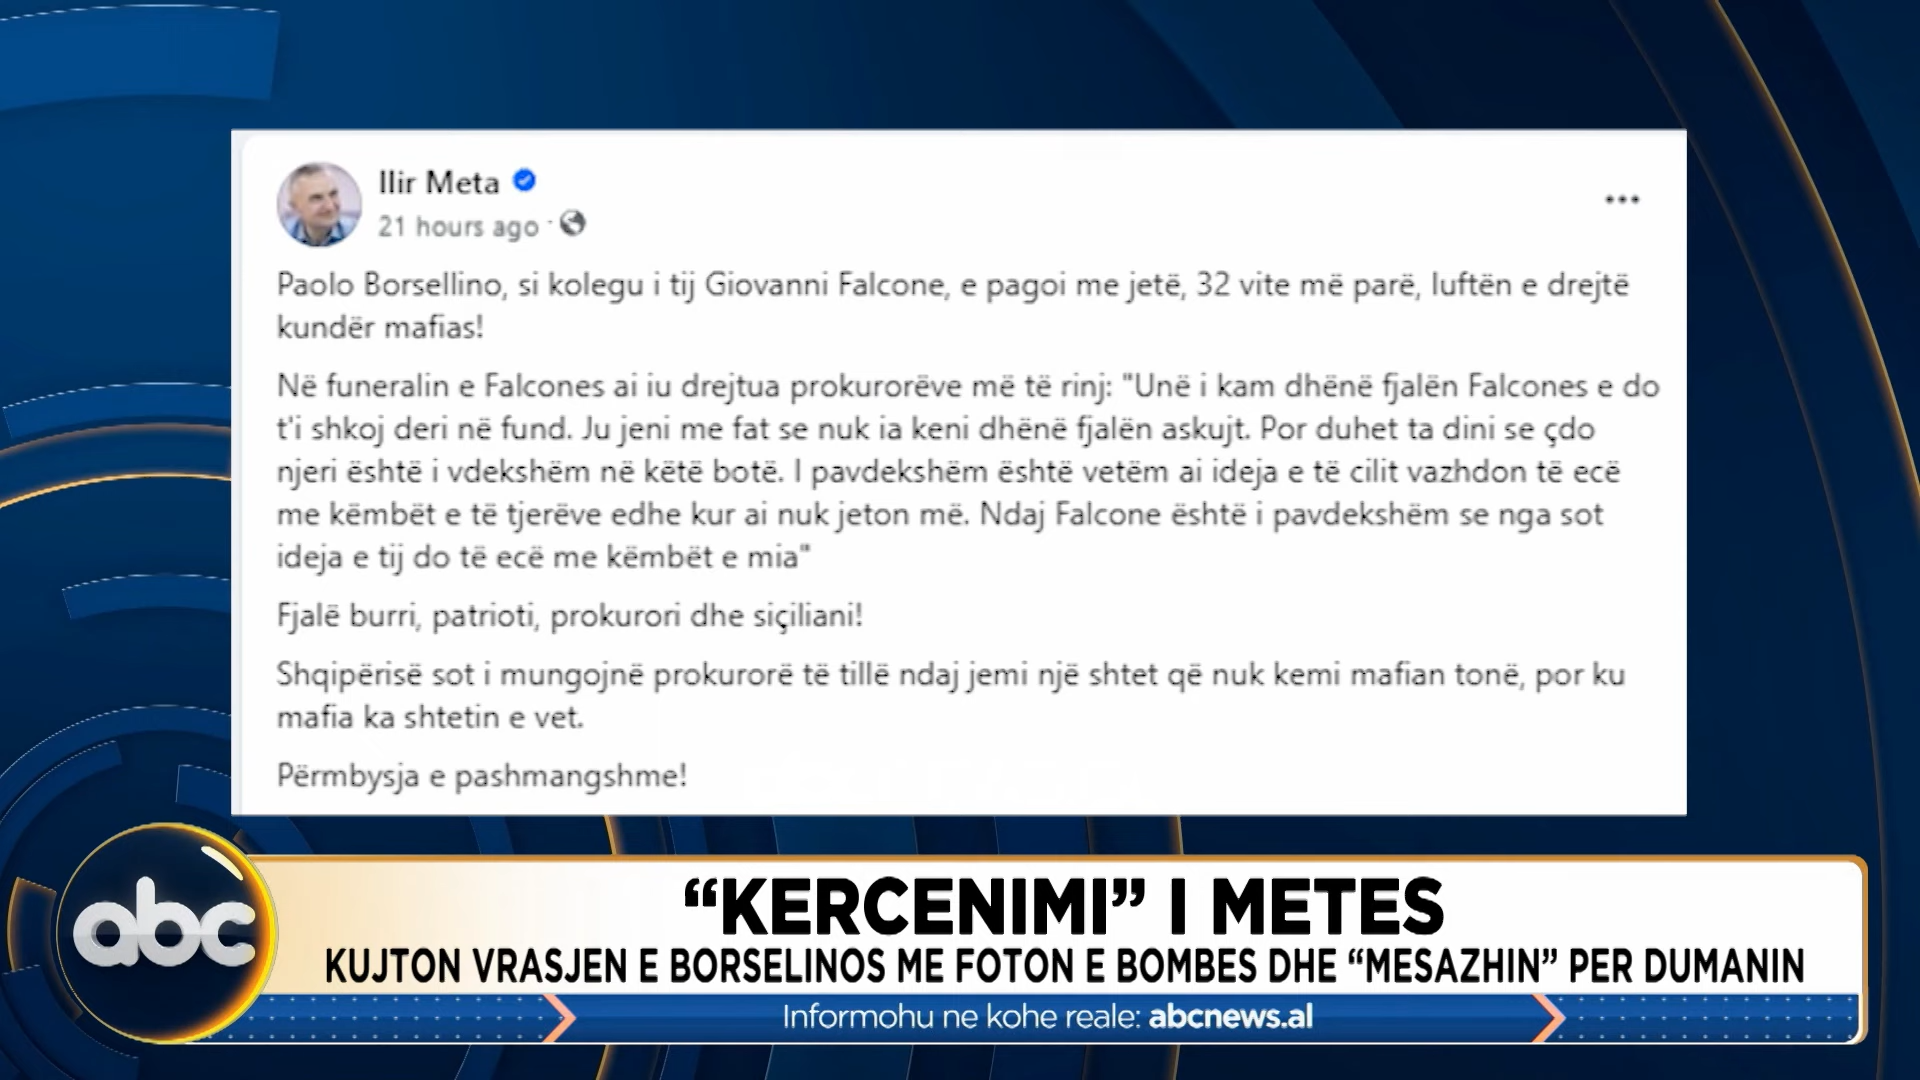 Ilir Meta
21 hours ago ·
Paolo Borsellino, si kolegu i tij Giovanni Falcone, e pagoi me jetë, 32 vite më parë, luftën e drejtë
kundër mafias!
Në funeralin e Falcones ai iu drejtua prokurorëve më të rinj: "Unë i kam dhënë fjalën Falcones e do
t'i shkoj deri në fund. Ju jeni me fat se nuk ia keni dhënë fjalën askujt. Por duhet ta dini se çdo
njeri është i vdekshëm në këtë botë. I pavdekshëm është vetëm ai ideja e të cilit vazhdon të ecë
me këmbët e të tjerëve edhe kur ai nuk jeton më. Ndaj Falcone është i pavdekshëm se nga sot
ideja e tij do të ecë me këmbët e mia"
Fjalë burri, patrioti, prokurori dhe siçiliani!
Shqipërisë sot i mungojnë prokurorë të tillë ndaj jemi një shtet që nuk kemi mafian tonë, por ku
mafia ka shtetin e vet.
Përmbysja e pashmangshme!
abc
“KERCENIMI” I METES
KUJTON VRASJEN E BORSELINOS ME FOTON E BOMBES DHE “MESAZHIN” PER DUMANIN
Informohu ne kohe reale: abcnews.al